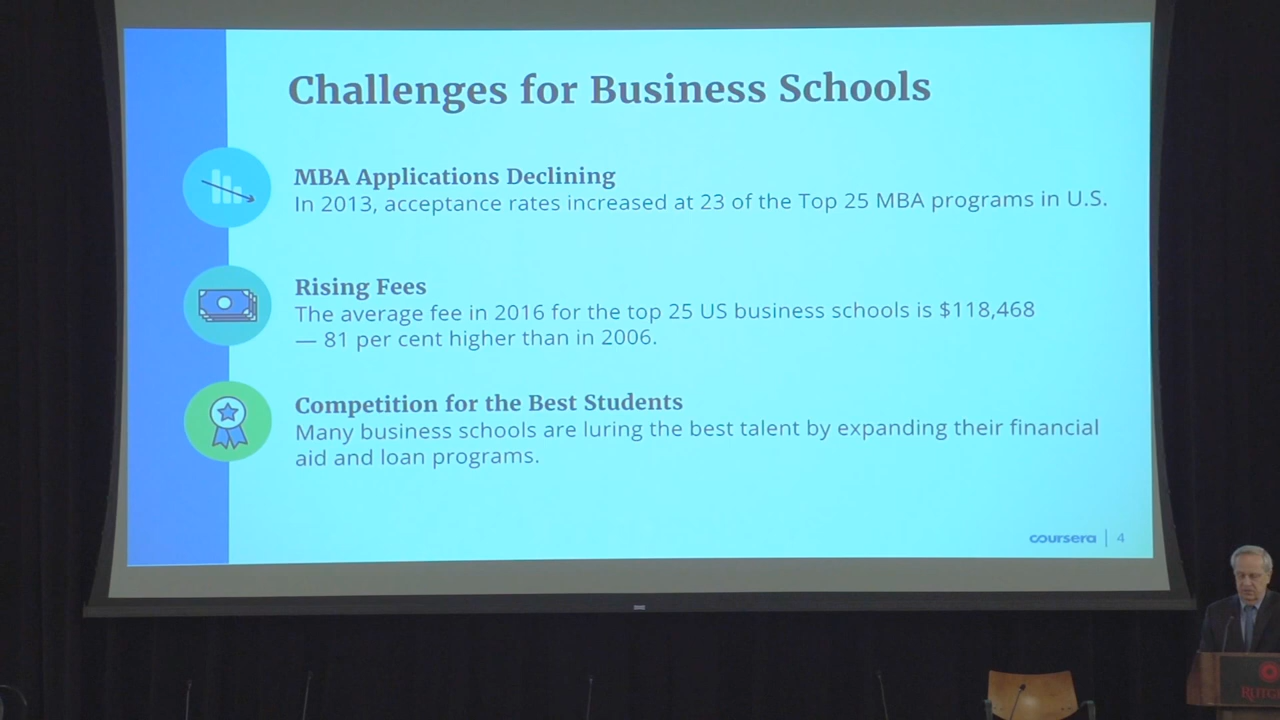 Challenges for Business Schools
MBA Applications Declining
In 2013, acceptance rates increased at 23 of the Top 25 MBA programs in U.S.
Rising Fees
The average fee in 2016 for the top 25 US business schools is $118,468
— 81 per cent higher than in 2006.
Competition for the Best Students
Many business schools are luring the best talent by expanding their financial
aid and loan programs.
coursera | 4